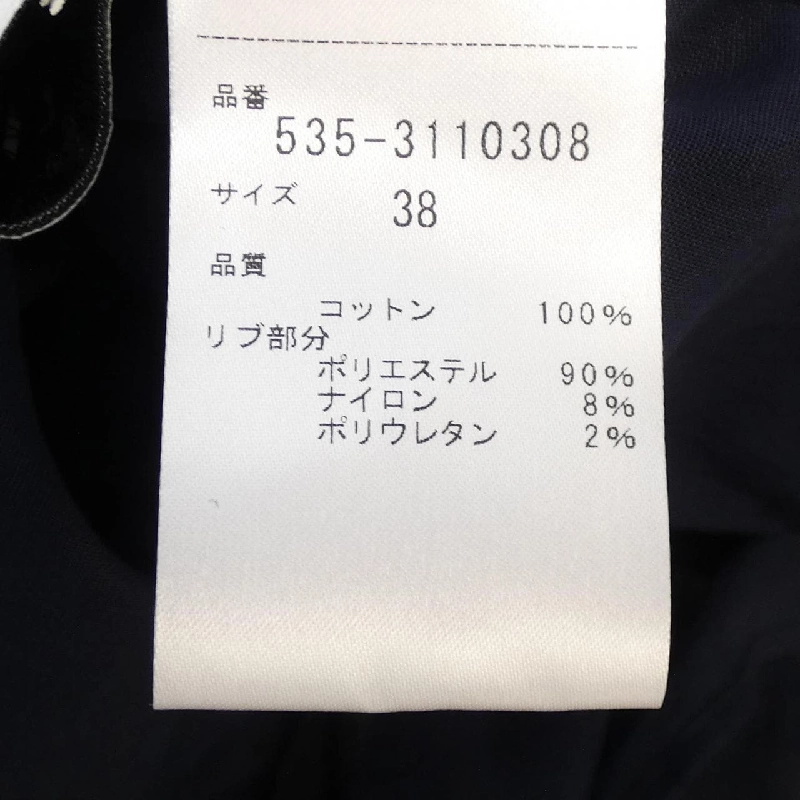 品番
535-3110308
サイズ 38
品質
コットン 100%
リブ部分
ポリエステル 90%
ナイロン 8%
ポリウレタン 2%